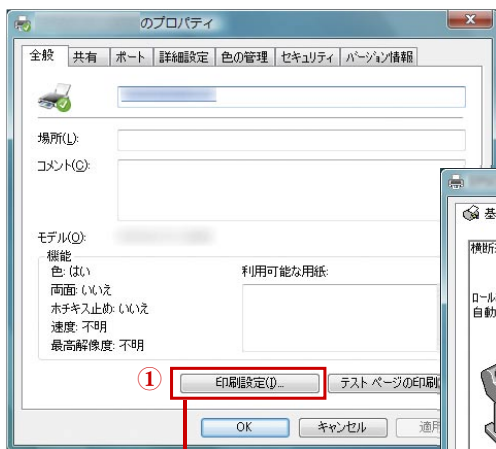 のプロパティ
全般 共有 ポート 詳細設定 色の管理 セキュリティ バージョン情報
場所(L):
コメント(C):
モデル(O):
機能
色: はい
利用可能な用紙:
両面: いいえ
ホチキス止め: いいえ
速度: 不明
最高解像度: 不明
① 印刷設定(I)... テスト ページの印刷
OK キャンセル 適用
基
横断
ロール
自動